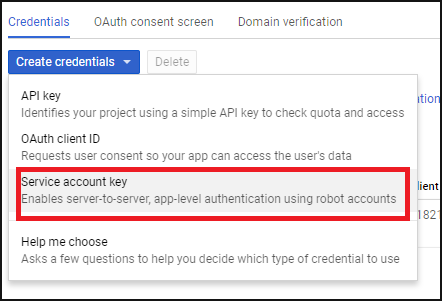 Credentials OAuth consent screen Domain verification
Create credentials Delete
API key
Identifies your project using a simple API key to check quota and access
OAuth client ID
Requests user consent so your app can access the user's data
Service account key
Enables server-to-server, app-level authentication using robot accounts
Help me choose
Asks a few questions to help you decide which type of credential to use